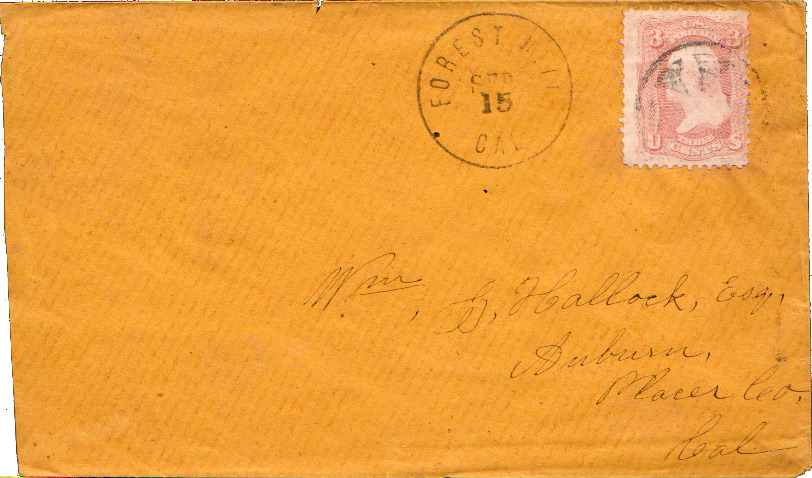 FOREST HILL
SEP
15
CAL
3 U.S. 3
U S
Wm, G, Hallock, Esq,
Auburn,
Placer Co.
Cal